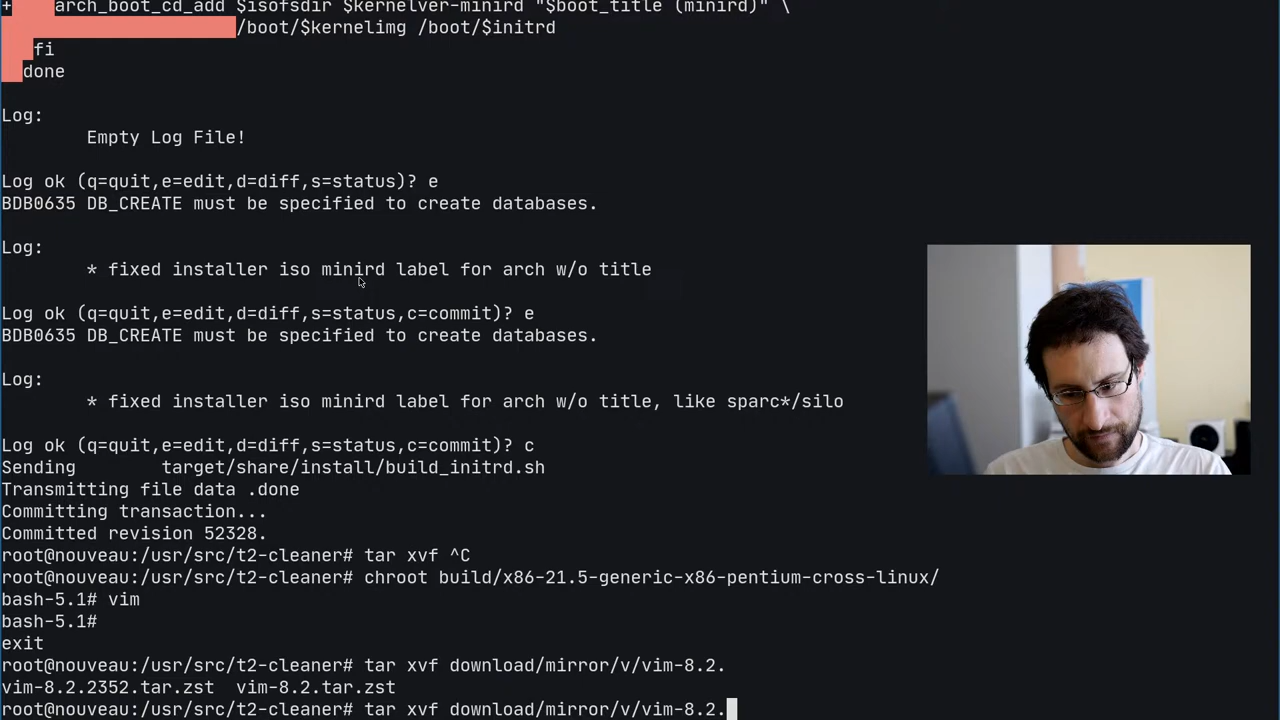 +    arch_boot_cd_add $isofsdir $kernelver-minird "$boot_title (minird)" \
/boot/$kernelimg /boot/$initrd
fi
done
Log:
Empty Log File!
Log ok (q=quit,e=edit,d=diff,s=status)? e
BDB0635 DB_CREATE must be specified to create databases.
Log:
* fixed installer iso minird label for arch w/o title
Log ok (q=quit,e=edit,d=diff,s=status,c=commit)? e
BDB0635 DB_CREATE must be specified to create databases.
Log:
* fixed installer iso minird label for arch w/o title, like sparc*/silo
Log ok (q=quit,e=edit,d=diff,s=status,c=commit)? c
Sending        target/share/install/build_initrd.sh
Transmitting file data .done
Committing transaction...
Committed revision 52328.
root@nouveau:/usr/src/t2-cleaner# tar xvf ^C
root@nouveau:/usr/src/t2-cleaner# chroot build/x86-21.5-generic-x86-pentium-cross-linux/
bash-5.1# vim
bash-5.1#
exit
root@nouveau:/usr/src/t2-cleaner# tar xvf download/mirror/v/vim-8.2.
vim-8.2.2352.tar.zst  vim-8.2.tar.zst
root@nouveau:/usr/src/t2-cleaner# tar xvf download/mirror/v/vim-8.2.